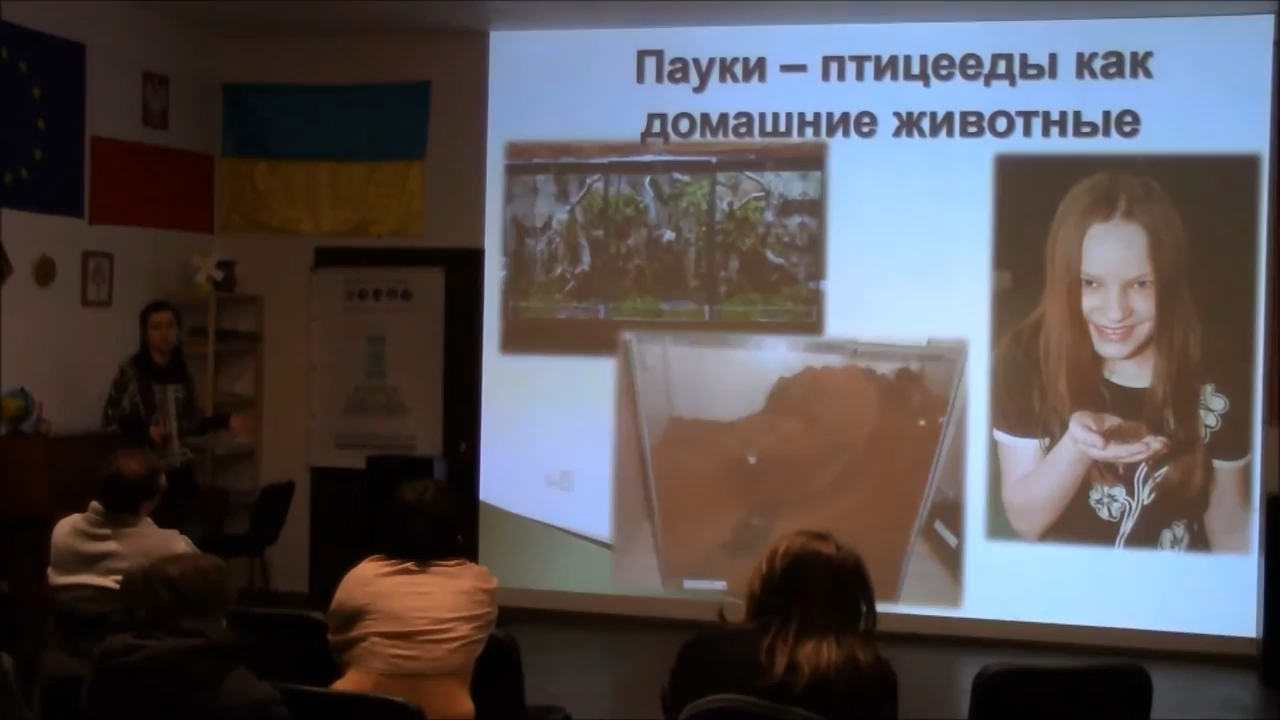 Пауки – птицееды как
домашние животные